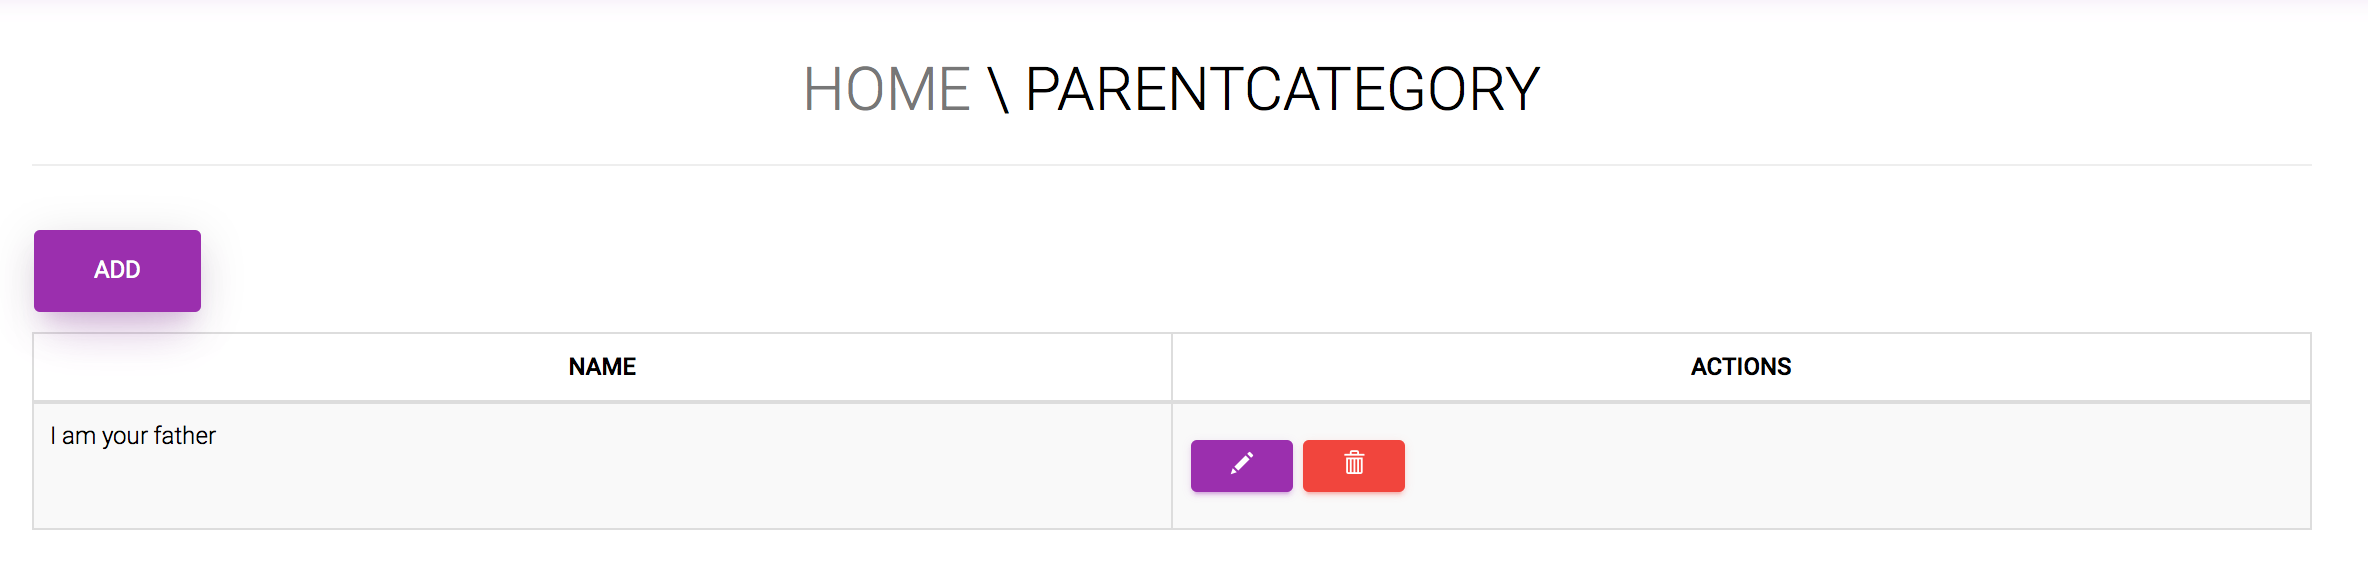 HOME \ PARENTCATEGORY
ADD
NAME ACTIONS
I am your father